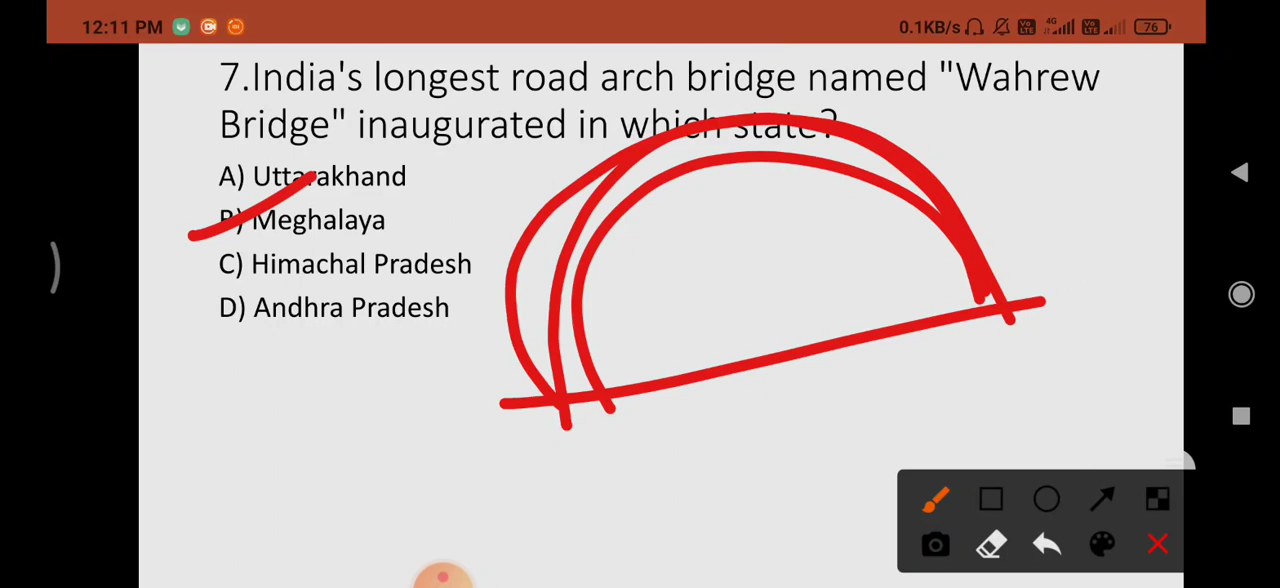 12:11 PM
0.1KB/s
4G
76
7.India's longest road arch bridge named "Wahrew
Bridge" inaugurated in which state?
A) Uttarakhand
B) Meghalaya
C) Himachal Pradesh
D) Andhra Pradesh